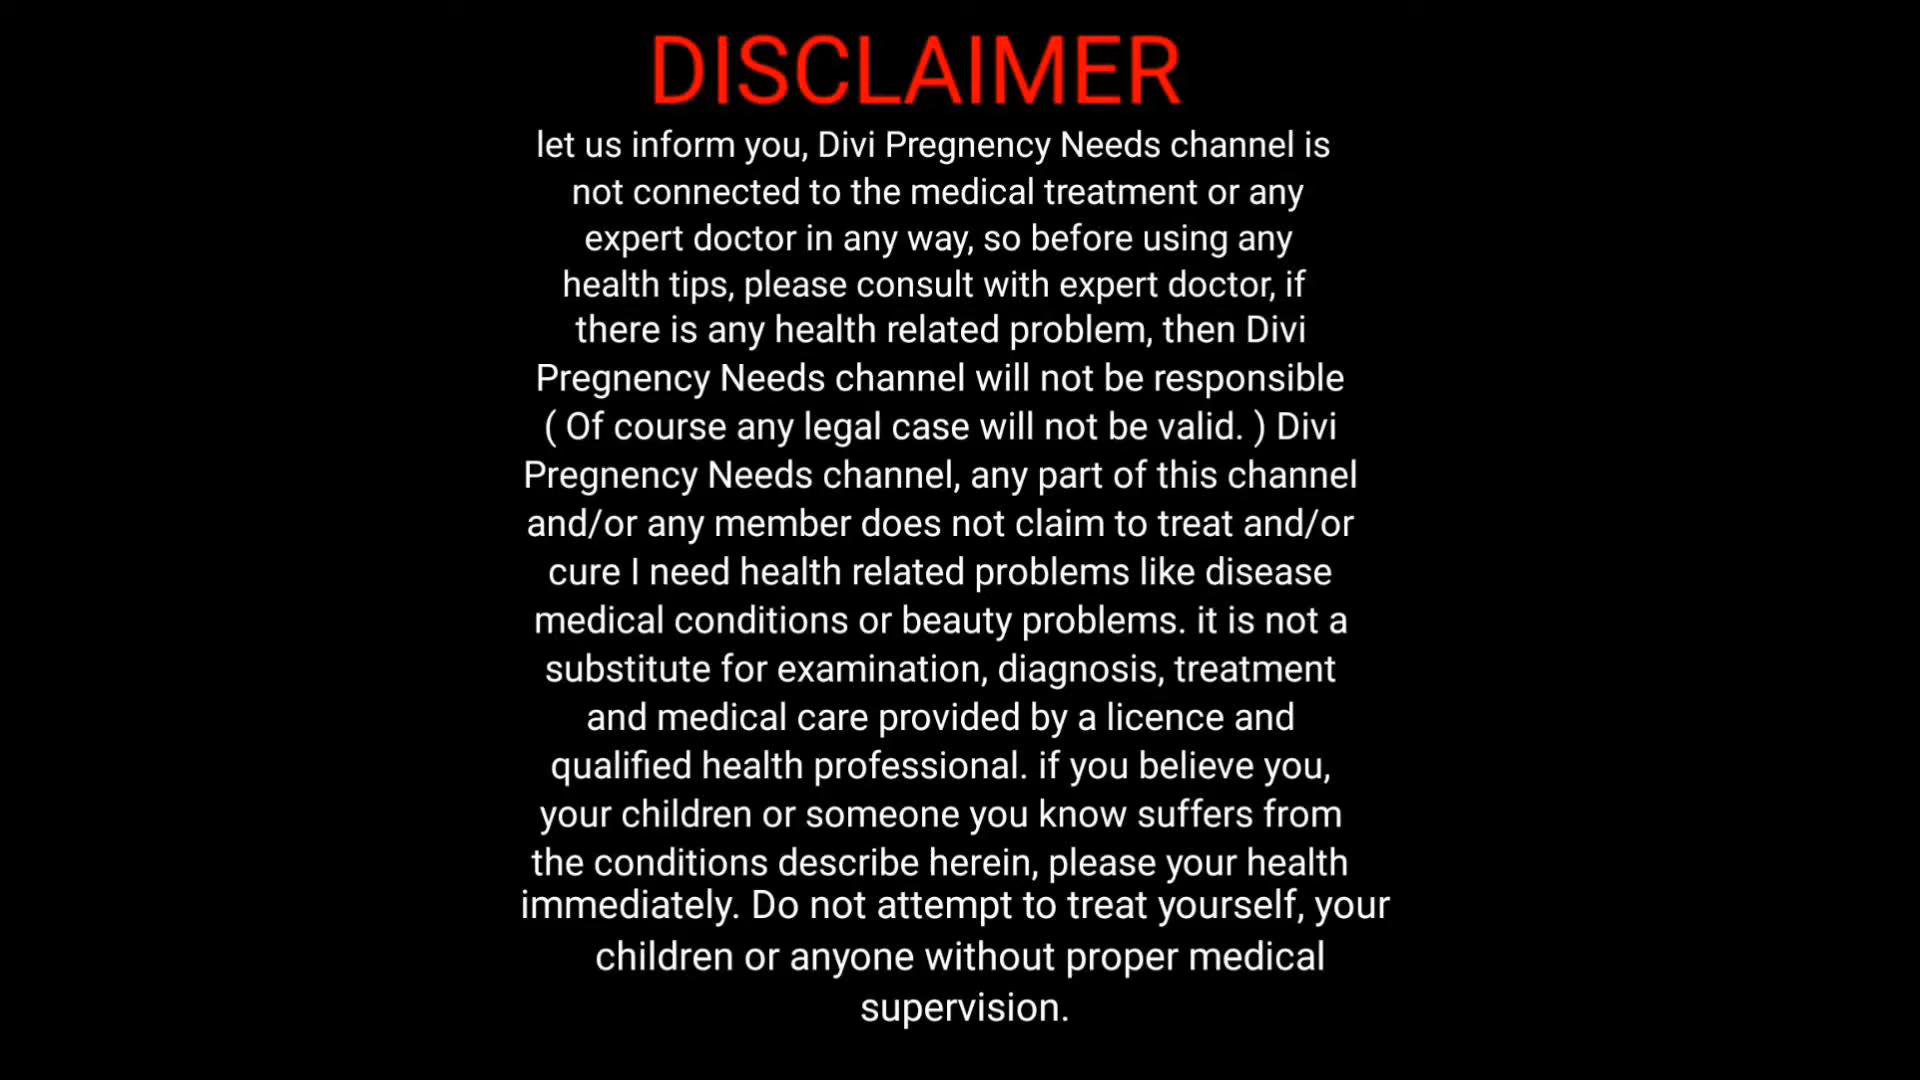 DISCLAIMER
let us inform you, Divi Pregnency Needs channel is
not connected to the medical treatment or any
expert doctor in any way, so before using any
health tips, please consult with expert doctor, if
there is any health related problem, then Divi
Pregnency Needs channel will not be responsible
( Of course any legal case will not be valid. ) Divi
Pregnency Needs channel, any part of this channel
and/or any member does not claim to treat and/or
cure I need health related problems like disease
medical conditions or beauty problems. it is not a
substitute for examination, diagnosis, treatment
and medical care provided by a licence and
qualified health professional. if you believe you,
your children or someone you know suffers from
the conditions describe herein, please your health
immediately. Do not attempt to treat yourself, your
children or anyone without proper medical
supervision.